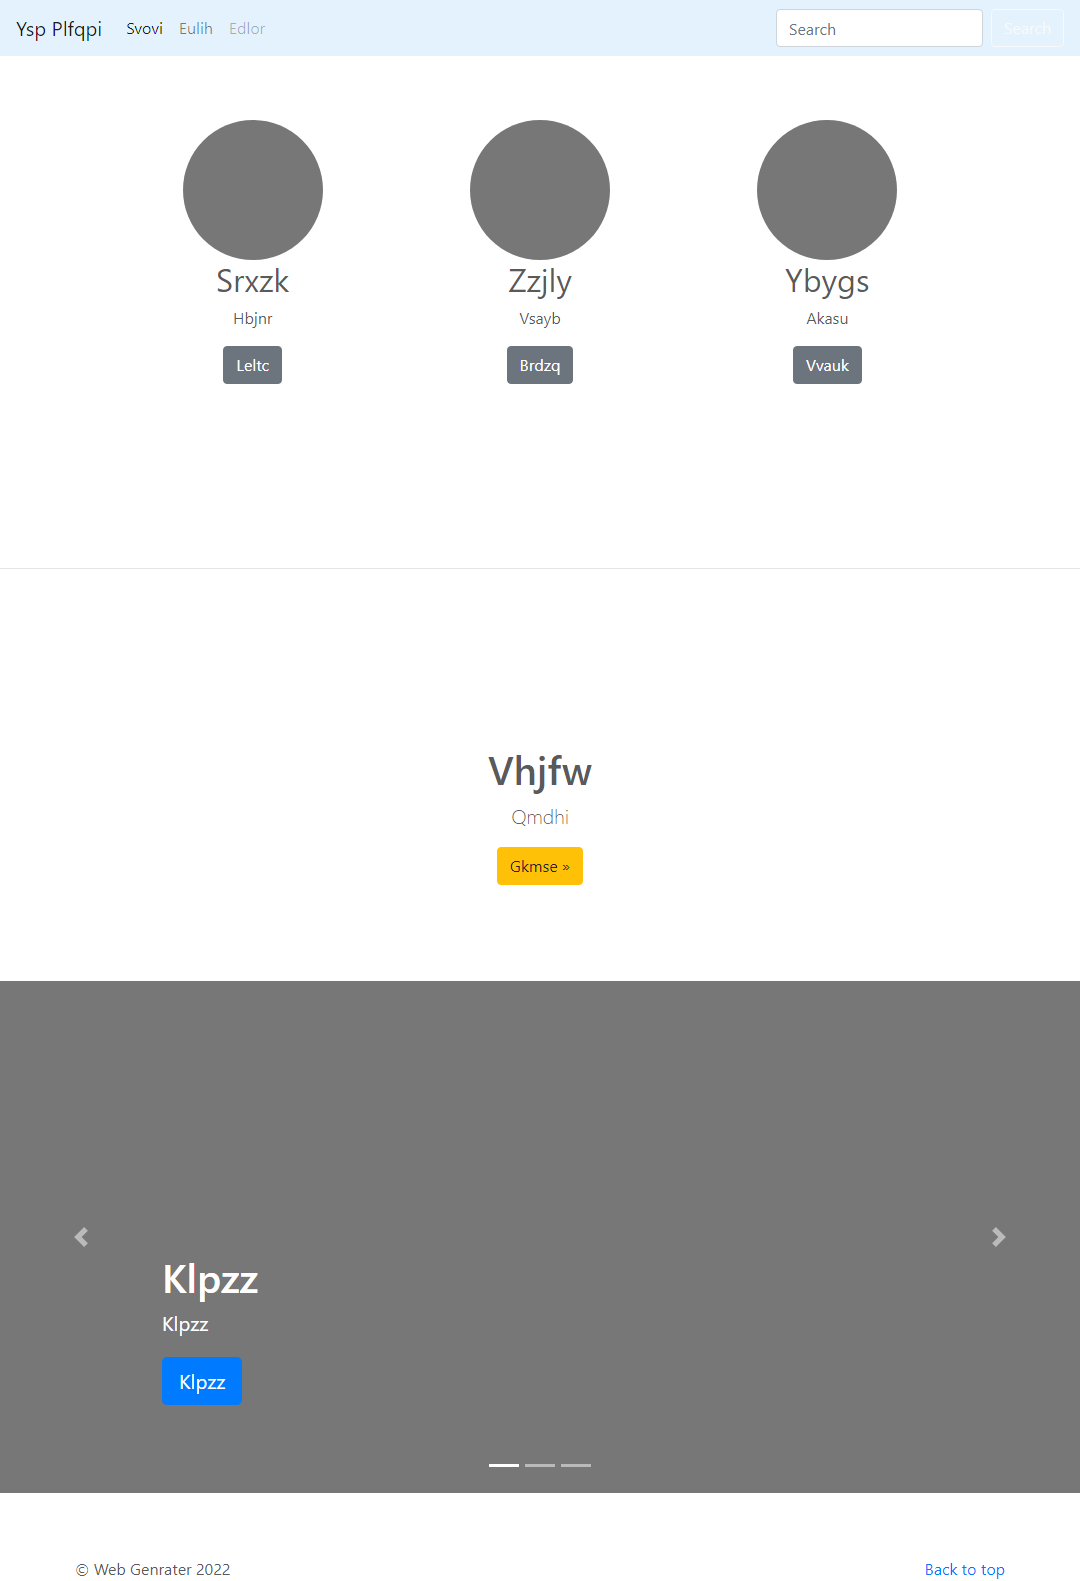 Ysp Plfqpi Svovi Eulih Edlor Search Search
Srxzk Zzjly Ybygs
Hbjnr Vsayb Akasu
Leltc Brdzq Vvauk
Vhjfw
Qmdhi
Gkmse »
Klpzz
Klpzz
Klpzz
© Web Genrater 2022 Back to top